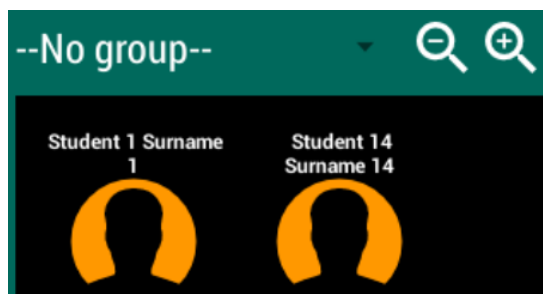 --No group--
Student 1 Surname
1
Student 14
Surname 14